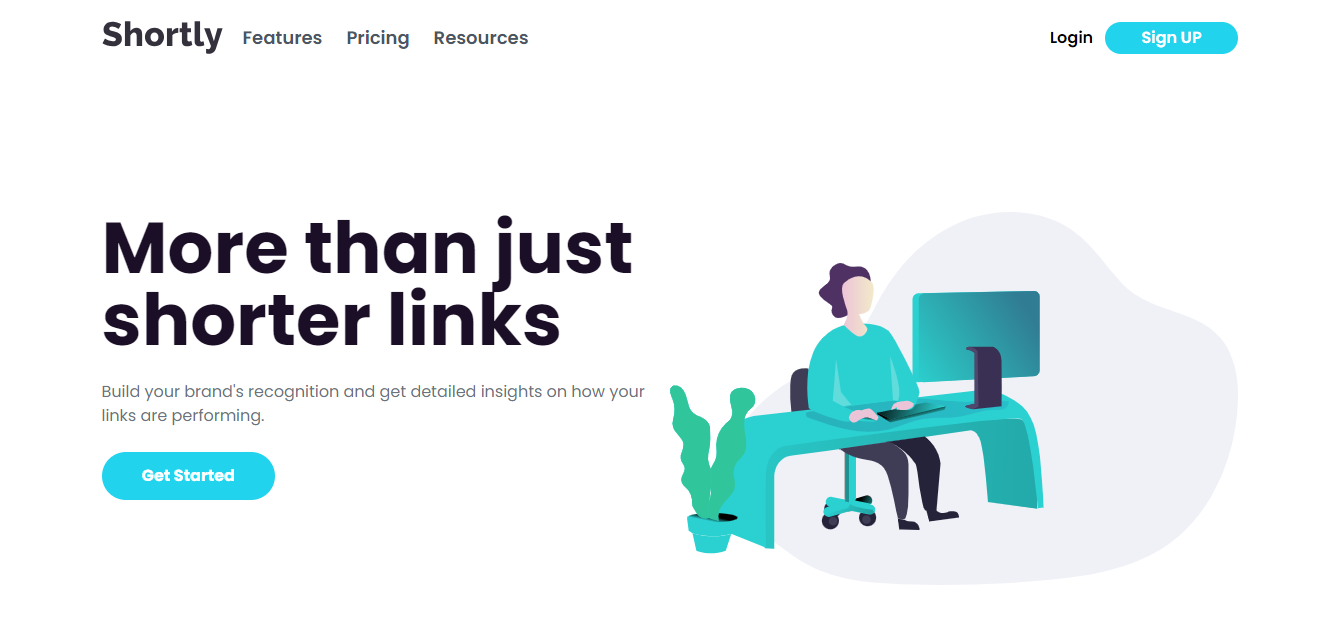 Shortly Features Pricing Resources Login Sign UP
More than just
shorter links
Build your brand's recognition and get detailed insights on how your
links are performing.
Get Started